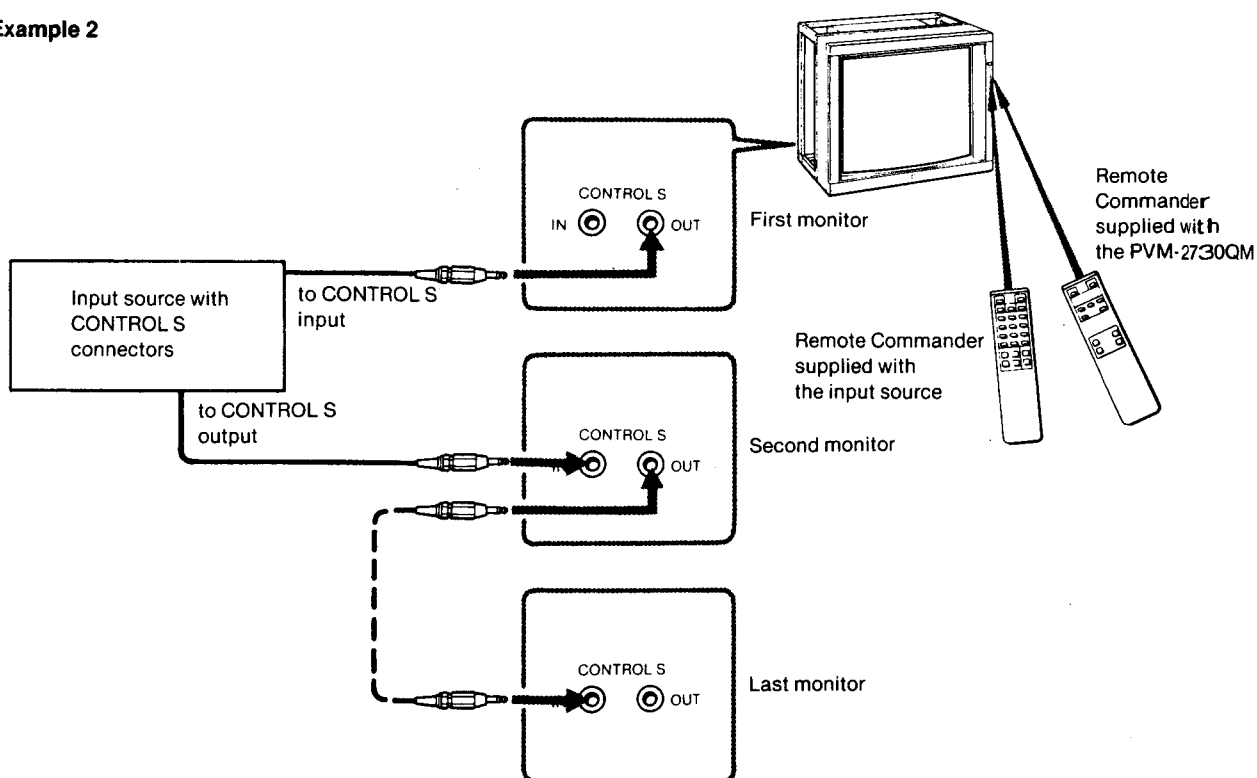 Example 2
CONTROL S
IN
OUT
First monitor
Remote
Commander
supplied with
the PVM-2730QM
Input source with
CONTROL S
connectors
to CONTROL S
input
Remote Commander
supplied with
the input source
to CONTROL S
output
CONTROL S
OUT
Second monitor
CONTROL S
OUT
Last monitor